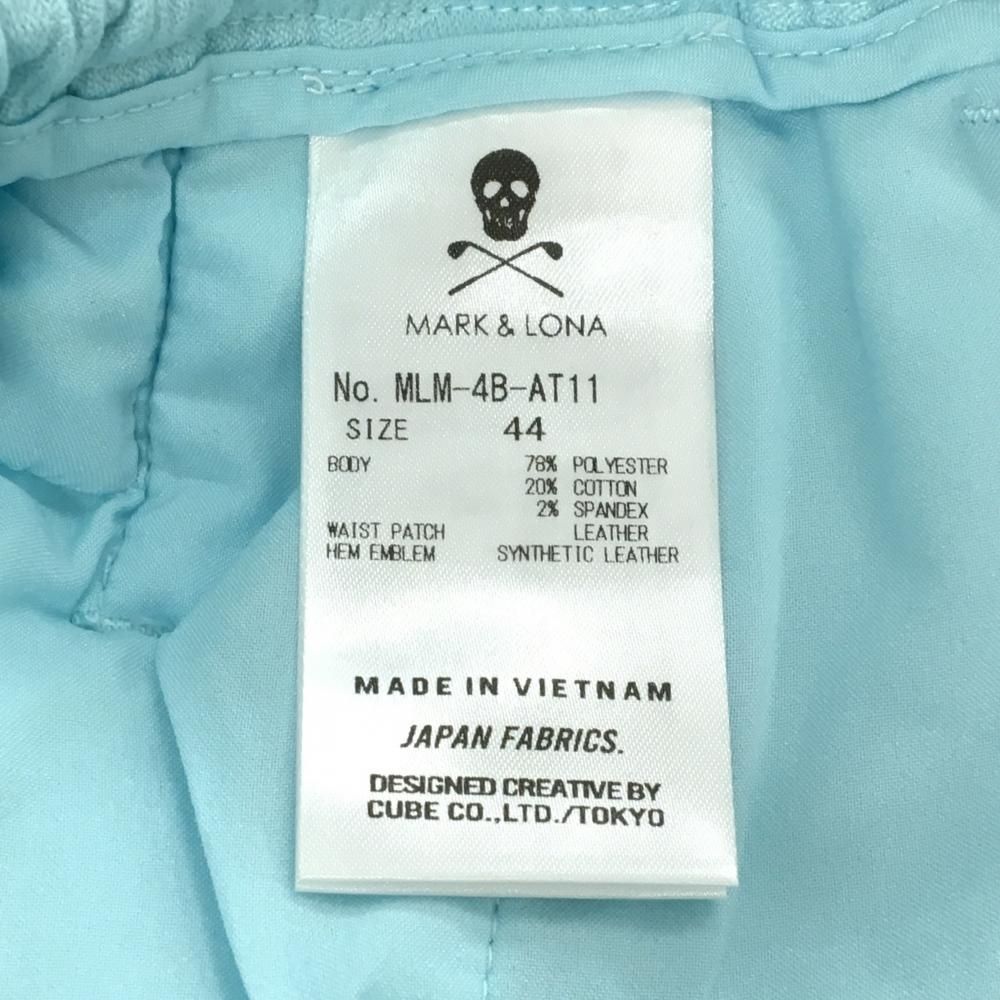 MARK & LONA
No. MLM-4B-AT11
SIZE 44
BODY 78% POLYESTER
20% COTTON
2% SPANDEX
WAIST PATCH LEATHER
HEM EMBLEM SYNTHETIC LEATHER
MADE IN VIETNAM
JAPAN FABRICS.
DESIGNED CREATIVE BY
CUBE CO.,LTD./TOKYO